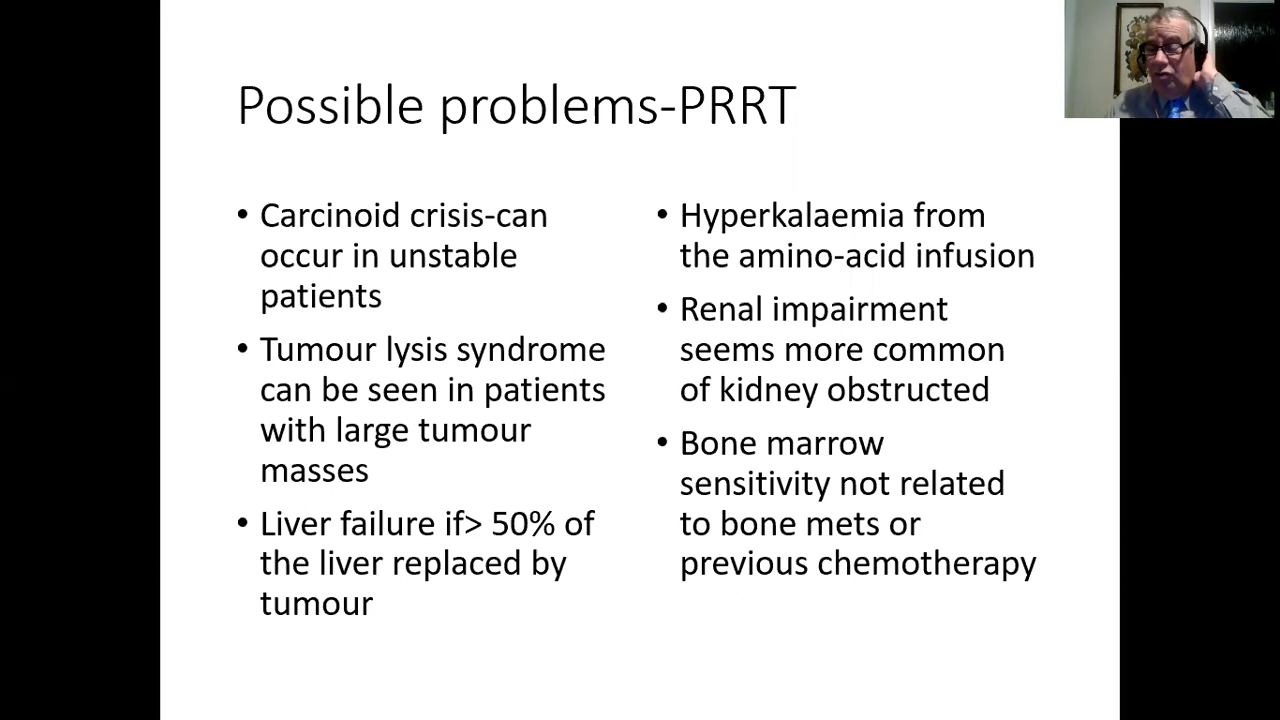 Possible problems-PRRT
• Carcinoid crisis-can
occur in unstable
patients
• Tumour lysis syndrome
can be seen in patients
with large tumour
masses
• Liver failure if> 50% of
the liver replaced by
tumour
• Hyperkalaemia from
the amino-acid infusion
• Renal impairment
seems more common
of kidney obstructed
• Bone marrow
sensitivity not related
to bone mets or
previous chemotherapy